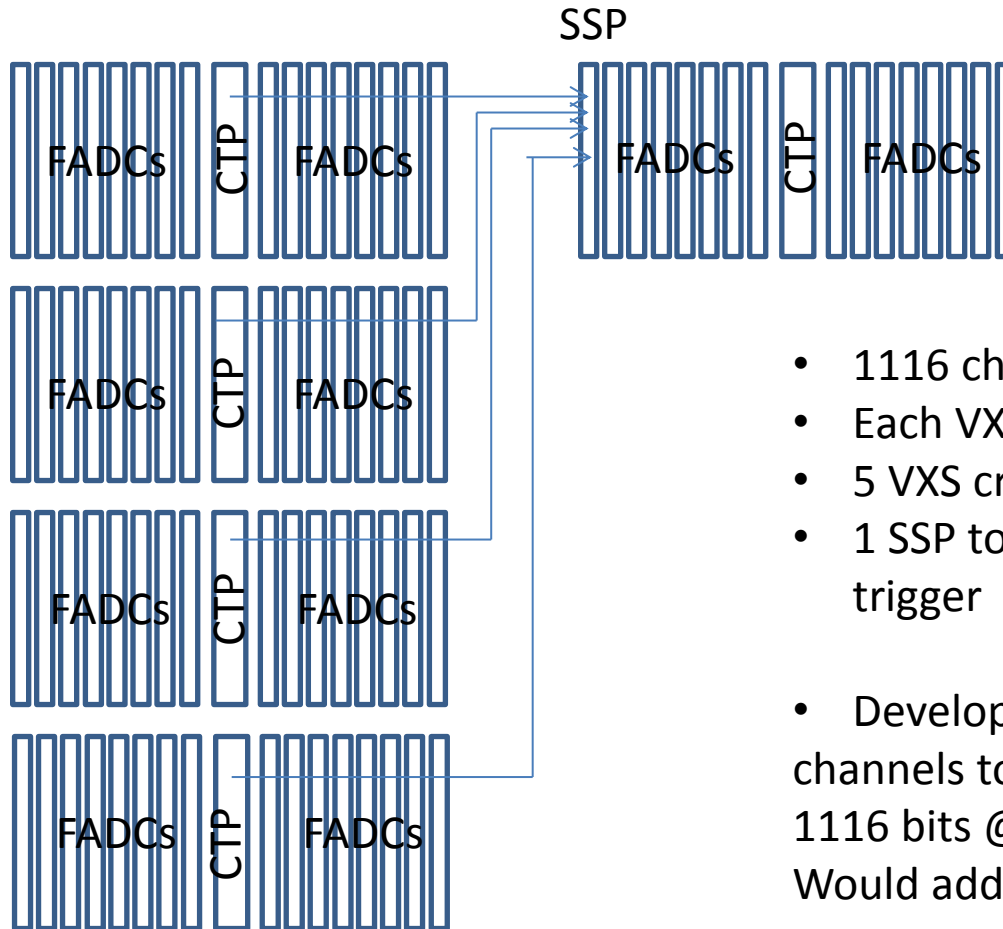 SSP
FADCs CTP FADCs FADCs CTP FADCs
FADCs CTP FADCs
FADCs CTP FADCs
FADCs CTP FADCs
• 1116 ch
• Each VX
• 5 VXS cr
• 1 SSP to
trigger
• Develop
channels to
1116 bits @
Would add